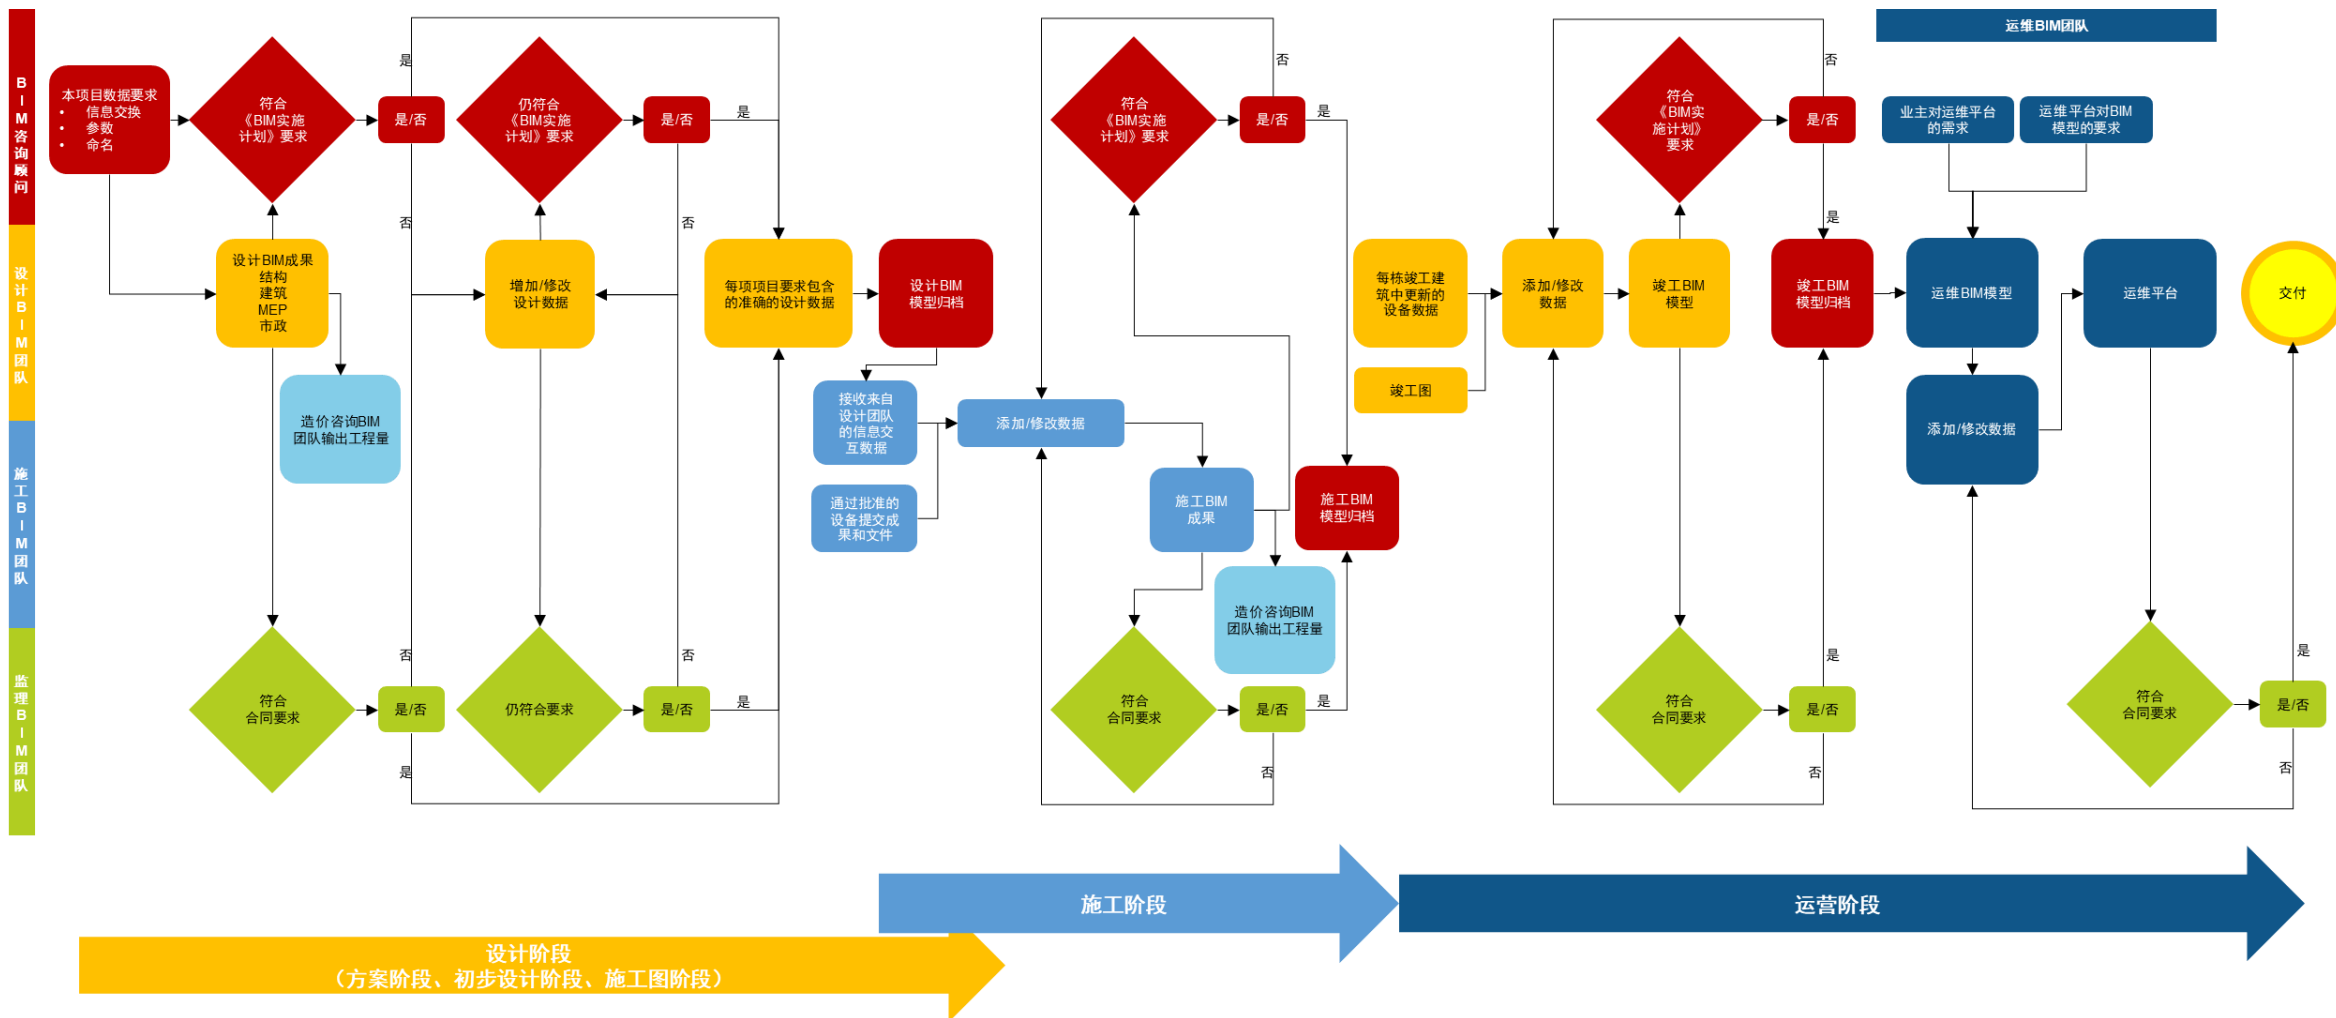 运维BIM团队
B
I
M
咨
询
顾
问
设
计
B
I
M
团
队
施
工
B
I
M
团
队
监
理
B
I
M
团
队
本项目数据要求
• 信息交换
• 参数
• 命名
符合
《BIM实施
计划》要求
是/否
是
否
设计BIM成果
结构
建筑
MEP
市政
造价咨询BIM
团队输出工程量
符合
合同要求
是/否
否
是
仍符合
《BIM实施
计划》要求
是/否
是
否
增加/修改
设计数据
仍符合要求
是/否
否
是
每项项目要求包含
的准确的设计数据
设计BIM
模型归档
接收来自
设计团队
的信息交
互数据
通过批准的
设备提交成
果和文件
添加/修改数据
符合
《BIM实施
计划》要求
是/否
否
是
施工BIM
成果
施工BIM
模型归档
造价咨询BIM
团队输出工程量
符合
合同要求
是/否
是
否
每栋竣工建
筑中更新的
设备数据
竣工图
添加/修改
数据
竣工BIM
模型
符合
《BIM实
施计划》
要求
是/否
否
是
竣工BIM
模型归档
符合
合同要求
是/否
是
否
业主对运维平台
的需求
运维平台对BIM
模型的要求
运维BIM模型
添加/修改数据
运维平台
符合
合同要求
是/否
是
否
交付
施工阶段
运营阶段
设计阶段
（方案阶段、初步设计阶段、施工图阶段）